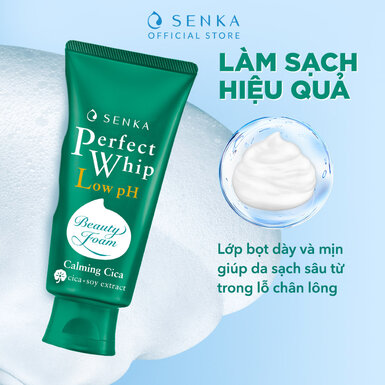 SENKA
OFFICIAL STORE
LÀM SẠCH
HIỆU QUẢ
SENKA
Perfect
Whip
Low pH
Beauty
Foam
Calming Cica
cica+soy extract
Lớp bọt dày và mịn
giúp da sạch sâu từ
trong lỗ chân lông